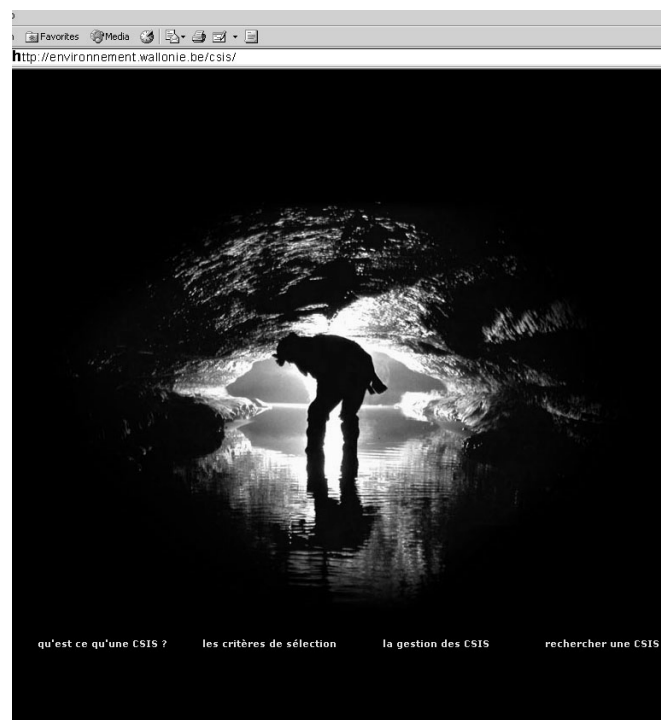 Favorites Media
http://environnement.wallonie.be/csis/
qu'est ce qu'une CSIS ? les critères de sélection la gestion des CSIS rechercher une CSIS